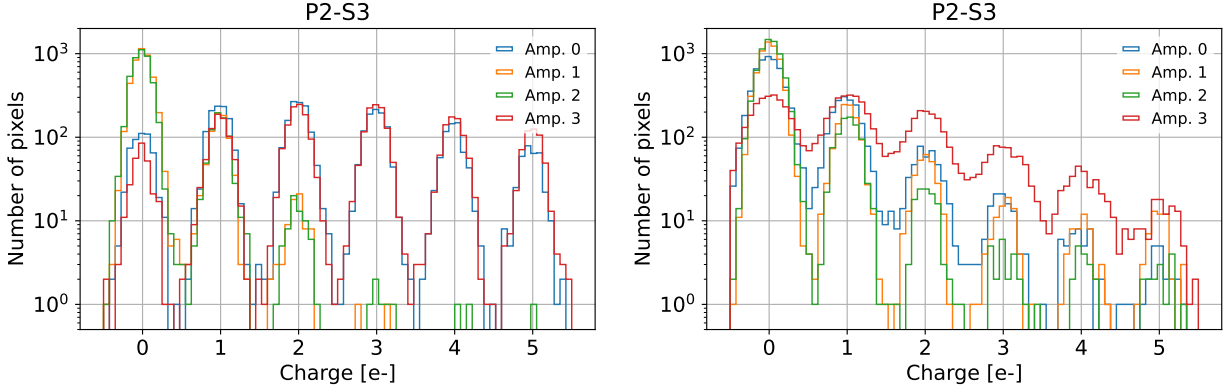 P2-S3
Number of pixels
10³
10²
10¹
10⁰
Amp. 0
Amp. 1
Amp. 2
Amp. 3
0 1 2 3 4 5
Charge [e-]
P2-S3
Number of pixels
10³
10²
10¹
10⁰
Amp. 0
Amp. 1
Amp. 2
Amp. 3
0 1 2 3 4 5
Charge [e-]